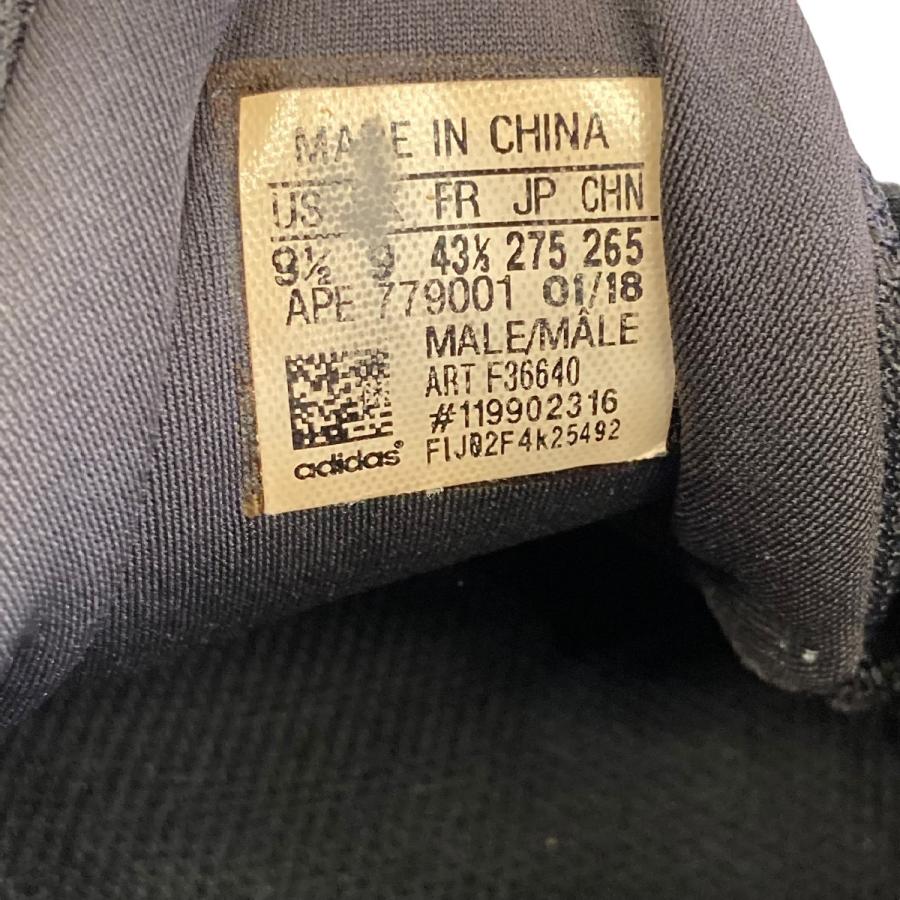 MADE IN CHINA
US FR JP CHN
9½ 9 43⅓ 275 265
APE 779001 01/18
MALE/MÂLE
ART F36640
#119902316
FIJ02F4k25492
adidas®